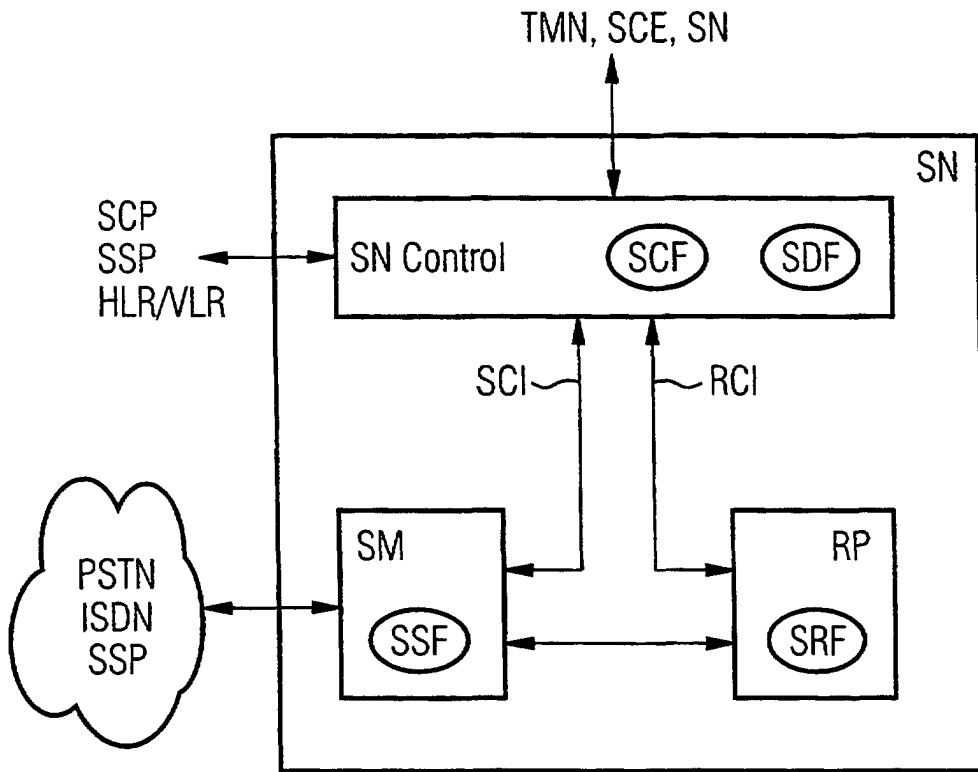 TMN, SCE, SN
SN
SCP
SSP
HLR/VLR
SN Control
SCF
SDF
SCI
RCI
SM
RP
PSTN
ISDN
SSP
SSF
SRF